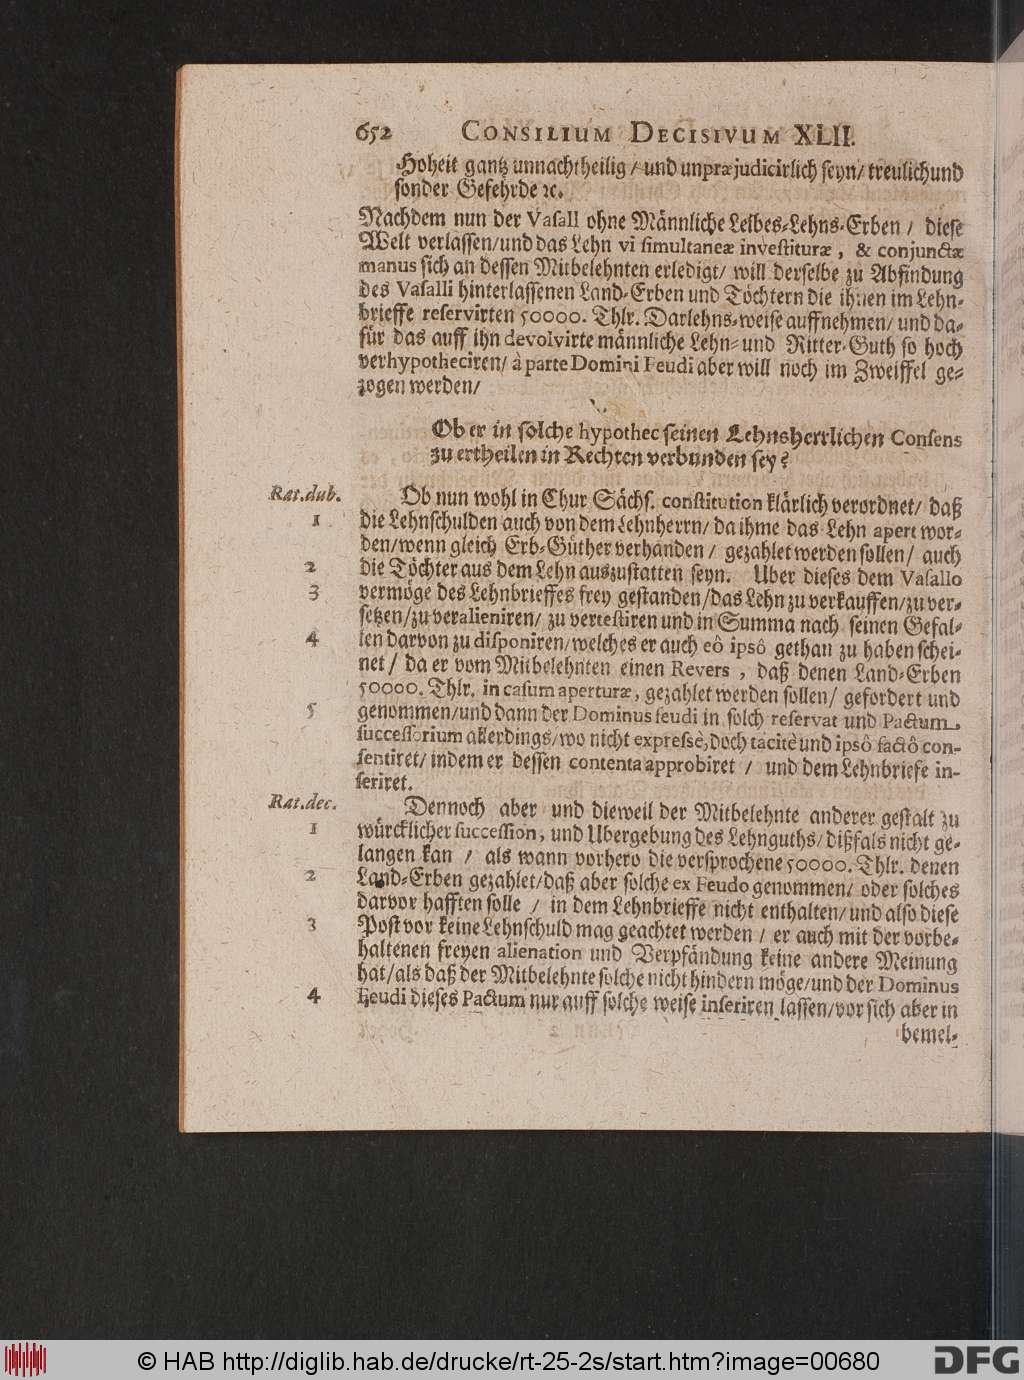 652 CONSILIUM DECISIVUM XLII.
Hoheit gantz unnachtheilig / und unpræjudicirlich seyn / treulich und
sonder Gefehrde ꝛc.
Nachdem nun der Vasall ohne Männliche Leibes-Lehns-Erben / diese
Welt verlassen / und das Lehn vi simultaneæ investituræ, & conjunctæ
manus sich an dessen Mitbelehnten erledigt / will derselbe zu Abfindung
des Vasalli hinterlassenen Land-Erben und Töchtern die ihnen im Lehn-
brieffe reservirten 50000. Thlr. Darlehns-weise auffnehmen / und da-
für das auff ihn devolvirte männliche Lehn- und Ritter-Guth so hoch
verhypotheciren / à parte Domini Feudi aber will noch im Zweiffel ge-
zogen werden /
Ob er in solche hypothec seinen Lehnsherrlichen Consens
zu ertheilen in Rechten verbunden sey?
Rat. dub. Ob nun wohl in Chur Sächs. constitution klärlich verordnet / daß
1 die Lehnschulden auch von dem Lehnherrn / da ihme das Lehn apert wor-
den / wenn gleich Erb-Güther verhanden / gezahlet werden sollen / auch
2 die Töchter aus dem Lehn auszustatten seyn. Uber dieses dem Vasallo
3 vermöge des Lehnbrieffes frey gestanden / das Lehn zu verkauffen / zu ver-
setzen / zu veralieniren / zu vertestiren und in Summa nach seinen Gefal-
4 len darvon zu disponiren / welches er auch eô ipsô gethan zu haben schei-
net / da er vom Mitbelehnten einen Revers, daß denen Land-Erben
50000. Thlr. in casum aperturæ, gezahlet werden sollen / gefordert und
5 genommen / und dann der Dominus feudi in solch reservat und Pactum,
successorium allerdings / wo nicht expressè, doch tacitè und ipsô factô con-
sentiret / indem er dessen contenta approbiret / und dem Lehnbriefe in-
seriret.
Rat. dec. Dennoch aber und dieweil der Mitbelehnte anderer gestalt zu
1 würcklicher succession, und Ubergebung des Lehnguths / dißfals nicht ge-
langen kan / als wann vorhero die versprochene 50000. Thlr. denen
2 Land-Erben gezahlet / daß aber solche ex Feudo genommen / oder solches
darvor hafften solle / in dem Lehnbrieffe nicht enthalten / und also diese
3 Post vor keine Lehnschuld mag geachtet werden / er auch mit der vorbe-
haltenen freyen alienation und Verpfändung keine andere Meinung
hat / als daß der Mitbelehnte solche nicht hindern möge / und der Dominus
4 Feudi dieses Pactum nur auff solche weise inseriren lassen / vor sich aber in
bemel-
© HAB http://diglib.hab.de/drucke/rt-25-2s/start.htm?image=00680
DFG